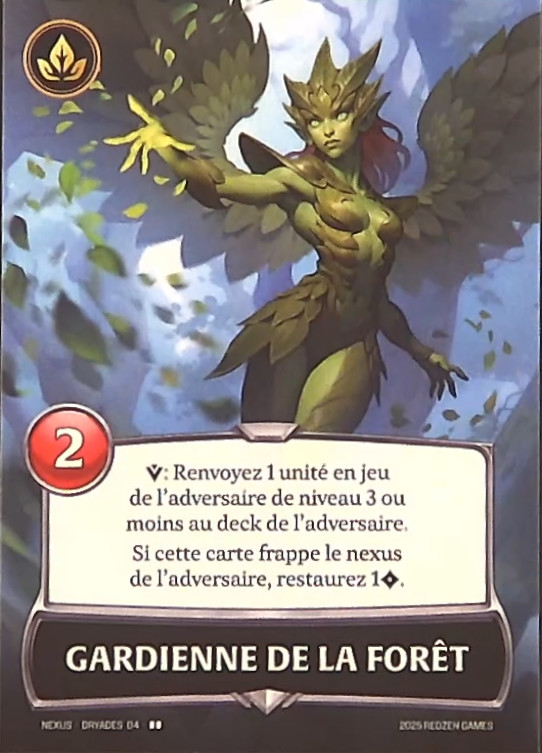 2
: Renvoyez 1 unité en jeu
de l'adversaire de niveau 3 ou
moins au deck de l'adversaire.
Si cette carte frappe le nexus
de l'adversaire, restaurez 1.
GARDIENNE DE LA FORÊT
NEXUS DRYADES 04
2025 REDZEN GAMES